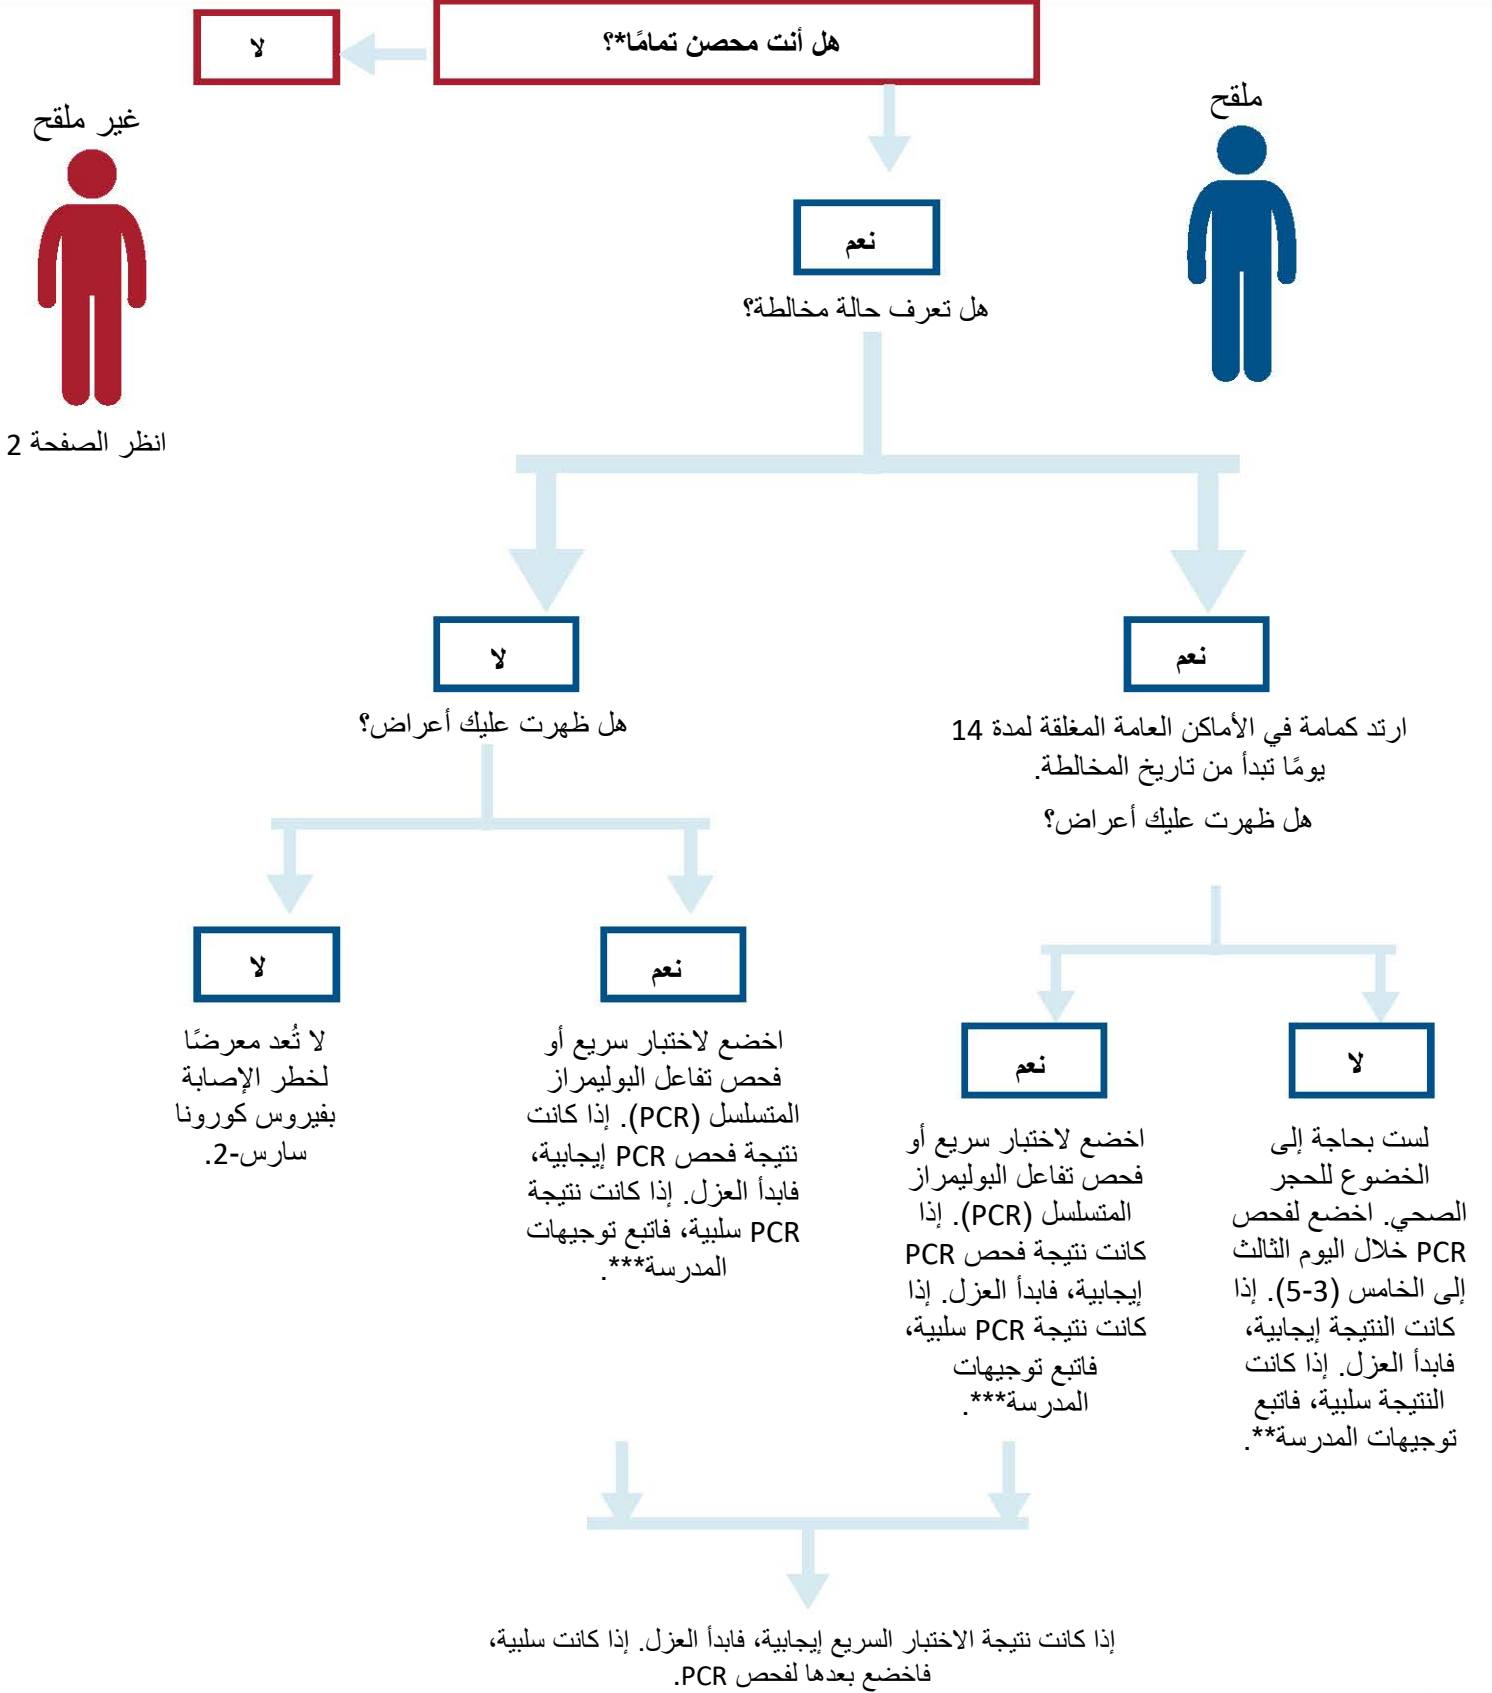 هل أنت محصن تمامًا*؟
لا
ملقح
غير ملقح
نعم
هل تعرف حالة مخالطة؟
انظر الصفحة 2
نعم
ارتد كمامة في الأماكن العامة المغلقة لمدة 14
يومًا تبدأ من تاريخ المخالطة.
هل ظهرت عليك أعراض؟
لا
هل ظهرت عليك أعراض؟
لا
لست بحاجة إلى
الخضوع للحجر
الصحي. اخضع لفحص
PCR خلال اليوم الثالث
إلى الخامس (3-5). إذا
كانت النتيجة إيجابية،
فابدأ العزل. إذا كانت
النتيجة سلبية، فاتبع
توجيهات المدرسة**.
نعم
اخضع لاختبار سريع أو
فحص تفاعل البوليمراز
المتسلسل (PCR). إذا
كانت نتيجة فحص PCR
إيجابية، فابدأ العزل. إذا
كانت نتيجة PCR سلبية،
فاتبع توجيهات
المدرسة***.
نعم
اخضع لاختبار سريع أو
فحص تفاعل البوليمراز
المتسلسل (PCR). إذا كانت
نتيجة فحص PCR إيجابية،
فابدأ العزل. إذا كانت نتيجة
PCR سلبية، فاتبع توجيهات
المدرسة***.
لا
لا تُعد معرضًا
لخطر الإصابة
بفيروس كورونا
سارس-2.
إذا كانت نتيجة الاختبار السريع إيجابية، فابدأ العزل. إذا كانت سلبية،
فاخضع بعدها لفحص PCR.